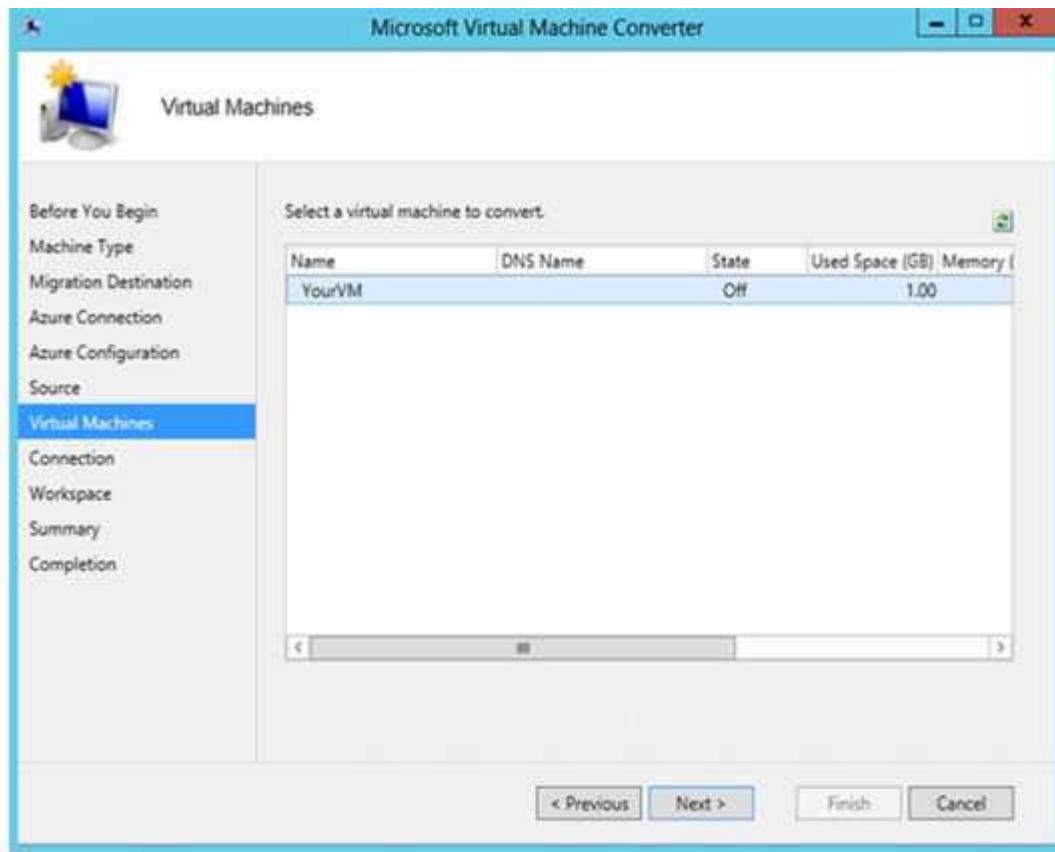 Microsoft Virtual Machine Converter
Virtual Machines
Before You Begin
Machine Type
Migration Destination
Azure Connection
Azure Configuration
Source
Virtual Machines
Connection
Workspace
Summary
Completion
Select a virtual machine to convert.
Name DNS Name State Used Space (GB) Memory (
YourVM Off 1.00
< Previous Next > Finish Cancel